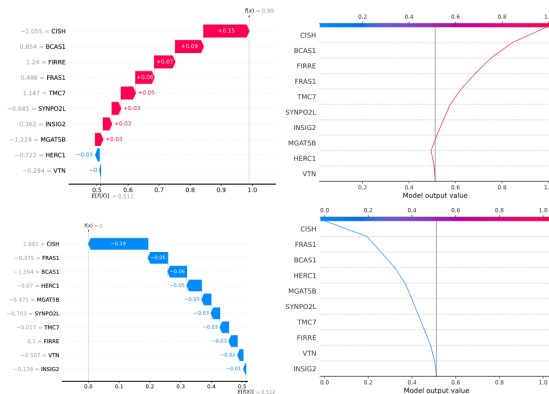 f(x) = 0.99
−1.055 = CISH +0.15
0.854 = BCAS1 +0.09
1.24 = FIRRE +0.07
0.486 = FRAS1 +0.06
1.147 = TMC7 +0.05
−0.845 = SYNPO2L +0.03
0.362 = INSIG2 +0.03
−1.224 = MGAT5B +0.03
−0.722 = HERC1 −0.01
−0.294 = VTN −0
0.5 0.6 0.7 0.8 0.9 1.0
E[f(X)] = 0.512
0.2 0.4 0.6 0.8 1.0
CISH
BCAS1
FIRRE
FRAS1
TMC7
SYNPO2L
INSIG2
MGAT5B
HERC1
VTN
0.2 0.4 0.6 0.8 1.0
Model output value
f(x) = 0
1.881 = CISH −0.19
−0.375 = FRAS1 −0.06
−1.394 = BCAS1 −0.06
−0.07 = HERC1 −0.05
−0.471 = MGAT5B −0.03
−0.703 = SYNPO2L −0.03
−0.017 = TMC7 −0.03
0.1 = FIRRE −0.03
−0.507 = VTN −0.03
−0.138 = INSIG2 −0.01
0.0 0.1 0.2 0.3 0.4 0.5
E[f(X)] = 0.512
0.0 0.2 0.4 0.6 0.8 1.0
CISH
FRAS1
BCAS1
HERC1
MGAT5B
SYNPO2L
TMC7
FIRRE
VTN
INSIG2
0.0 0.2 0.4 0.6 0.8 1.0
Model output value